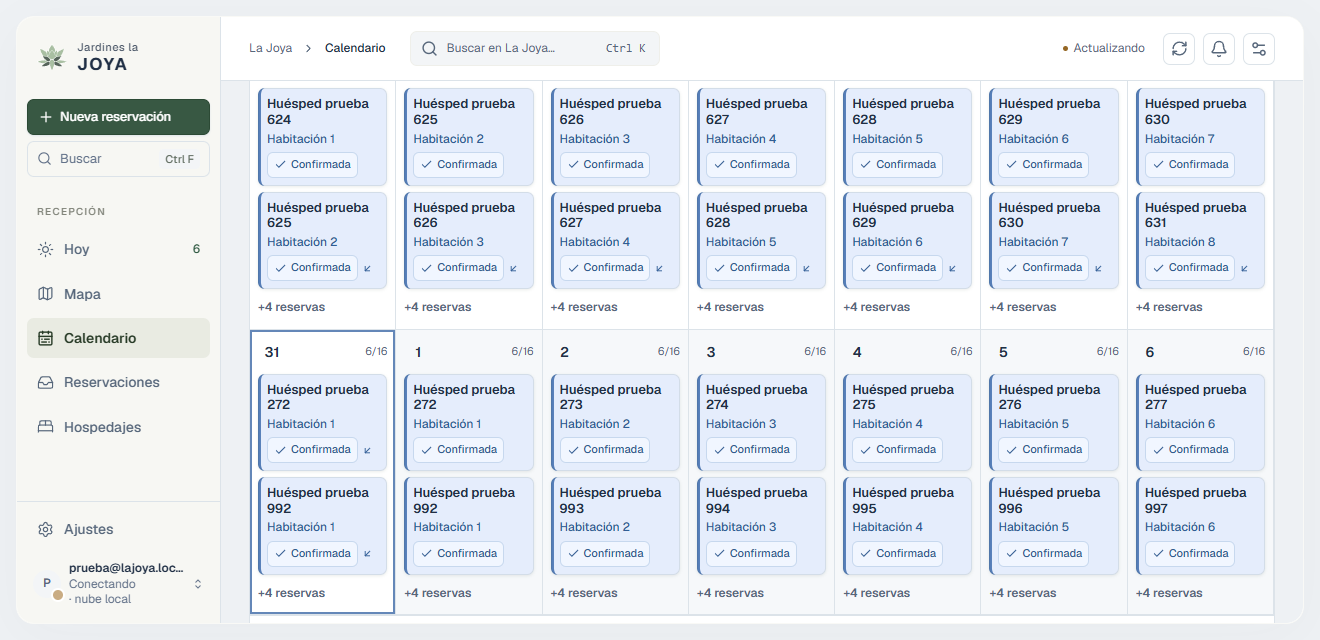 Jardines la
JOYA
Nueva reservación
Buscar Ctrl F
RECEPCIÓN
Hoy 6
Mapa
Calendario
Reservaciones
Hospedajes
Ajustes
P
prueba@lajoya.loc...
Conectando
· nube local
La Joya > Calendario
Buscar en La Joya... Ctrl K
Actualizando
Huésped prueba 624
Habitación 1
Confirmada
Huésped prueba 625
Habitación 2
Confirmada
Huésped prueba 626
Habitación 3
Confirmada
Huésped prueba 627
Habitación 4
Confirmada
Huésped prueba 628
Habitación 5
Confirmada
Huésped prueba 629
Habitación 6
Confirmada
Huésped prueba 630
Habitación 7
Confirmada
Huésped prueba 625
Habitación 2
Confirmada
Huésped prueba 626
Habitación 3
Confirmada
Huésped prueba 627
Habitación 4
Confirmada
Huésped prueba 628
Habitación 5
Confirmada
Huésped prueba 629
Habitación 6
Confirmada
Huésped prueba 630
Habitación 7
Confirmada
Huésped prueba 631
Habitación 8
Confirmada
+4 reservas +4 reservas +4 reservas +4 reservas +4 reservas +4 reservas +4 reservas
31 6/16 1 6/16 2 6/16 3 6/16 4 6/16 5 6/16 6 6/16
Huésped prueba 272
Habitación 1
Confirmada
Huésped prueba 272
Habitación 1
Confirmada
Huésped prueba 273
Habitación 2
Confirmada
Huésped prueba 274
Habitación 3
Confirmada
Huésped prueba 275
Habitación 4
Confirmada
Huésped prueba 276
Habitación 5
Confirmada
Huésped prueba 277
Habitación 6
Confirmada
Huésped prueba 992
Habitación 1
Confirmada
Huésped prueba 992
Habitación 1
Confirmada
Huésped prueba 993
Habitación 2
Confirmada
Huésped prueba 994
Habitación 3
Confirmada
Huésped prueba 995
Habitación 4
Confirmada
Huésped prueba 996
Habitación 5
Confirmada
Huésped prueba 997
Habitación 6
Confirmada
+4 reservas +4 reservas +4 reservas +4 reservas +4 reservas +4 reservas +4 reservas